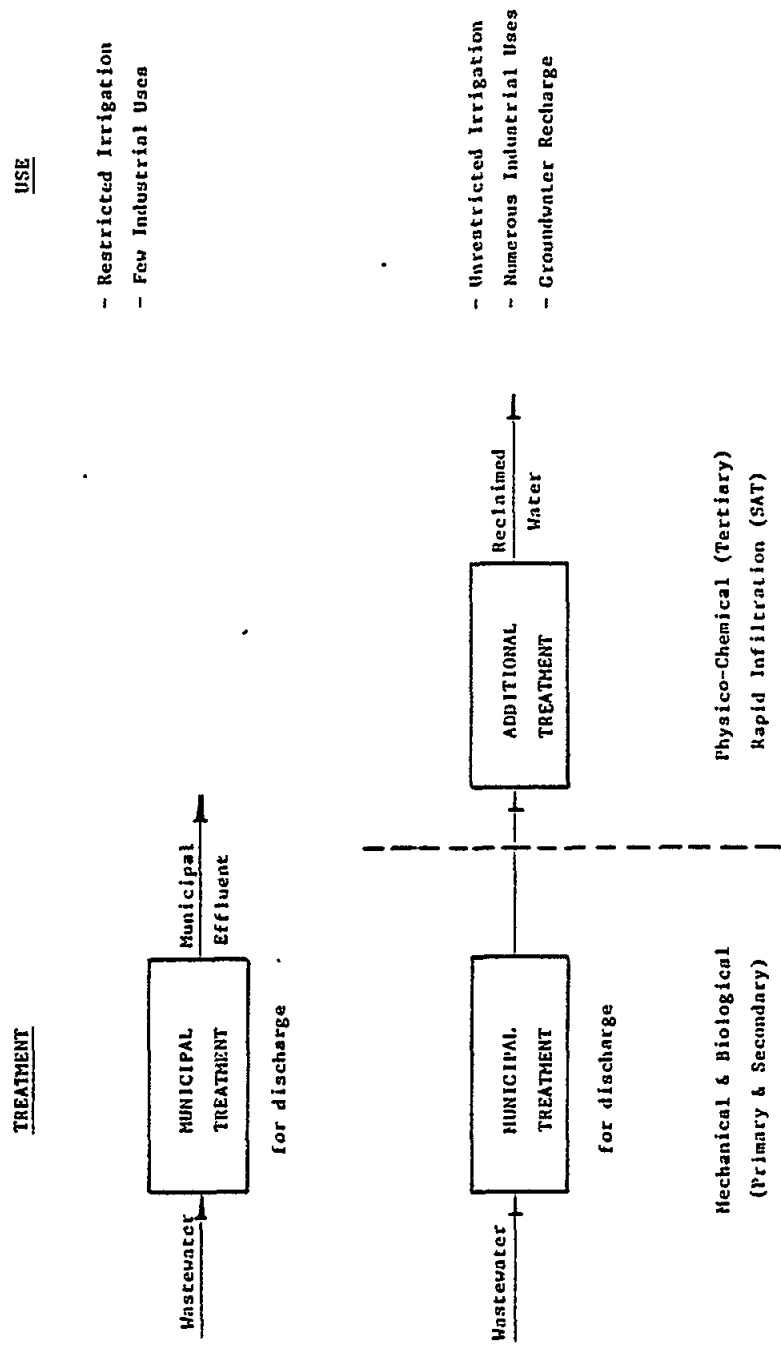 TREATMENT
USE
Wastewater
MUNICIPAL
TREATMENT
for discharge
Municipal
Effluent
- Restricted Irrigation
- Few Industrial Uses
Wastewater
MUNICIPAL
TREATMENT
for discharge
ADDITIONAL
TREATMENT
Reclaimed
Water
- Unrestricted Irrigation
- Numerous Industrial Uses
- Groundwater Recharge
Mechanical & Biological
(Primary & Secondary)
Physico-Chemical (Tertiary)
Rapid Infiltration (SAT)